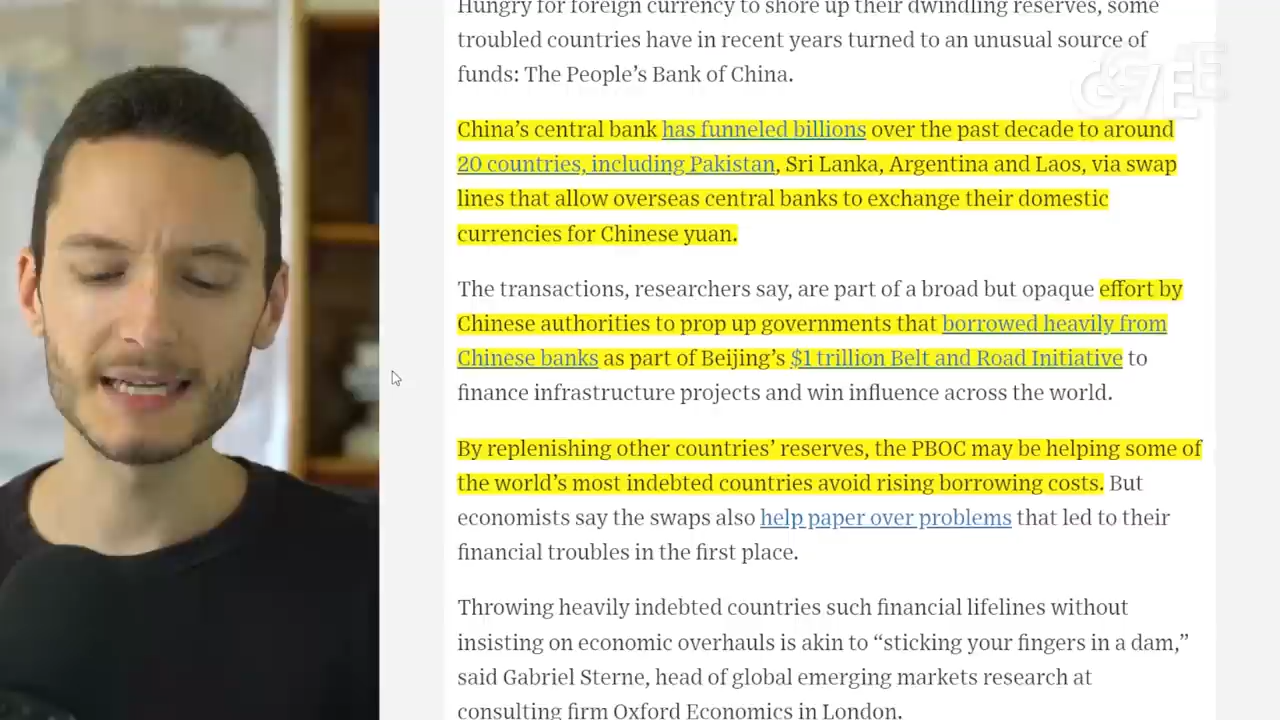 Hungry for foreign currency to shore up their dwindling reserves, some
troubled countries have in recent years turned to an unusual source of
funds: The People’s Bank of China.
China’s central bank has funneled billions over the past decade to around
20 countries, including Pakistan, Sri Lanka, Argentina and Laos, via swap
lines that allow overseas central banks to exchange their domestic
currencies for Chinese yuan.
The transactions, researchers say, are part of a broad but opaque effort by
Chinese authorities to prop up governments that borrowed heavily from
Chinese banks as part of Beijing’s $1 trillion Belt and Road Initiative to
finance infrastructure projects and win influence across the world.
By replenishing other countries’ reserves, the PBOC may be helping some of
the world’s most indebted countries avoid rising borrowing costs. But
economists say the swaps also help paper over problems that led to their
financial troubles in the first place.
Throwing heavily indebted countries such financial lifelines without
insisting on economic overhauls is akin to “sticking your fingers in a dam,”
said Gabriel Sterne, head of global emerging markets research at
consulting firm Oxford Economics in London.